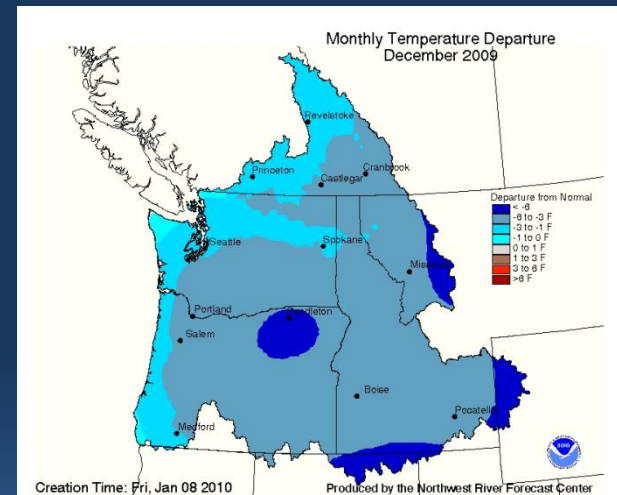 Monthly Temperature Departure
December 2009
Revelstoke
Princeton
Cranbrook
Castlegar
Departure from Normal
< -6
-6 to -3 F
-3 to -1 F
-1 to 0 F
0 to 1 F
1 to 3 F
3 to 6 F
>6 F
Seattle
Spokane
Portland
Pendleton
Salem
Boise
Pocatello
Medford
Creation Time: Fri, Jan 08 2010
Produced by the Northwest River Forecast Center